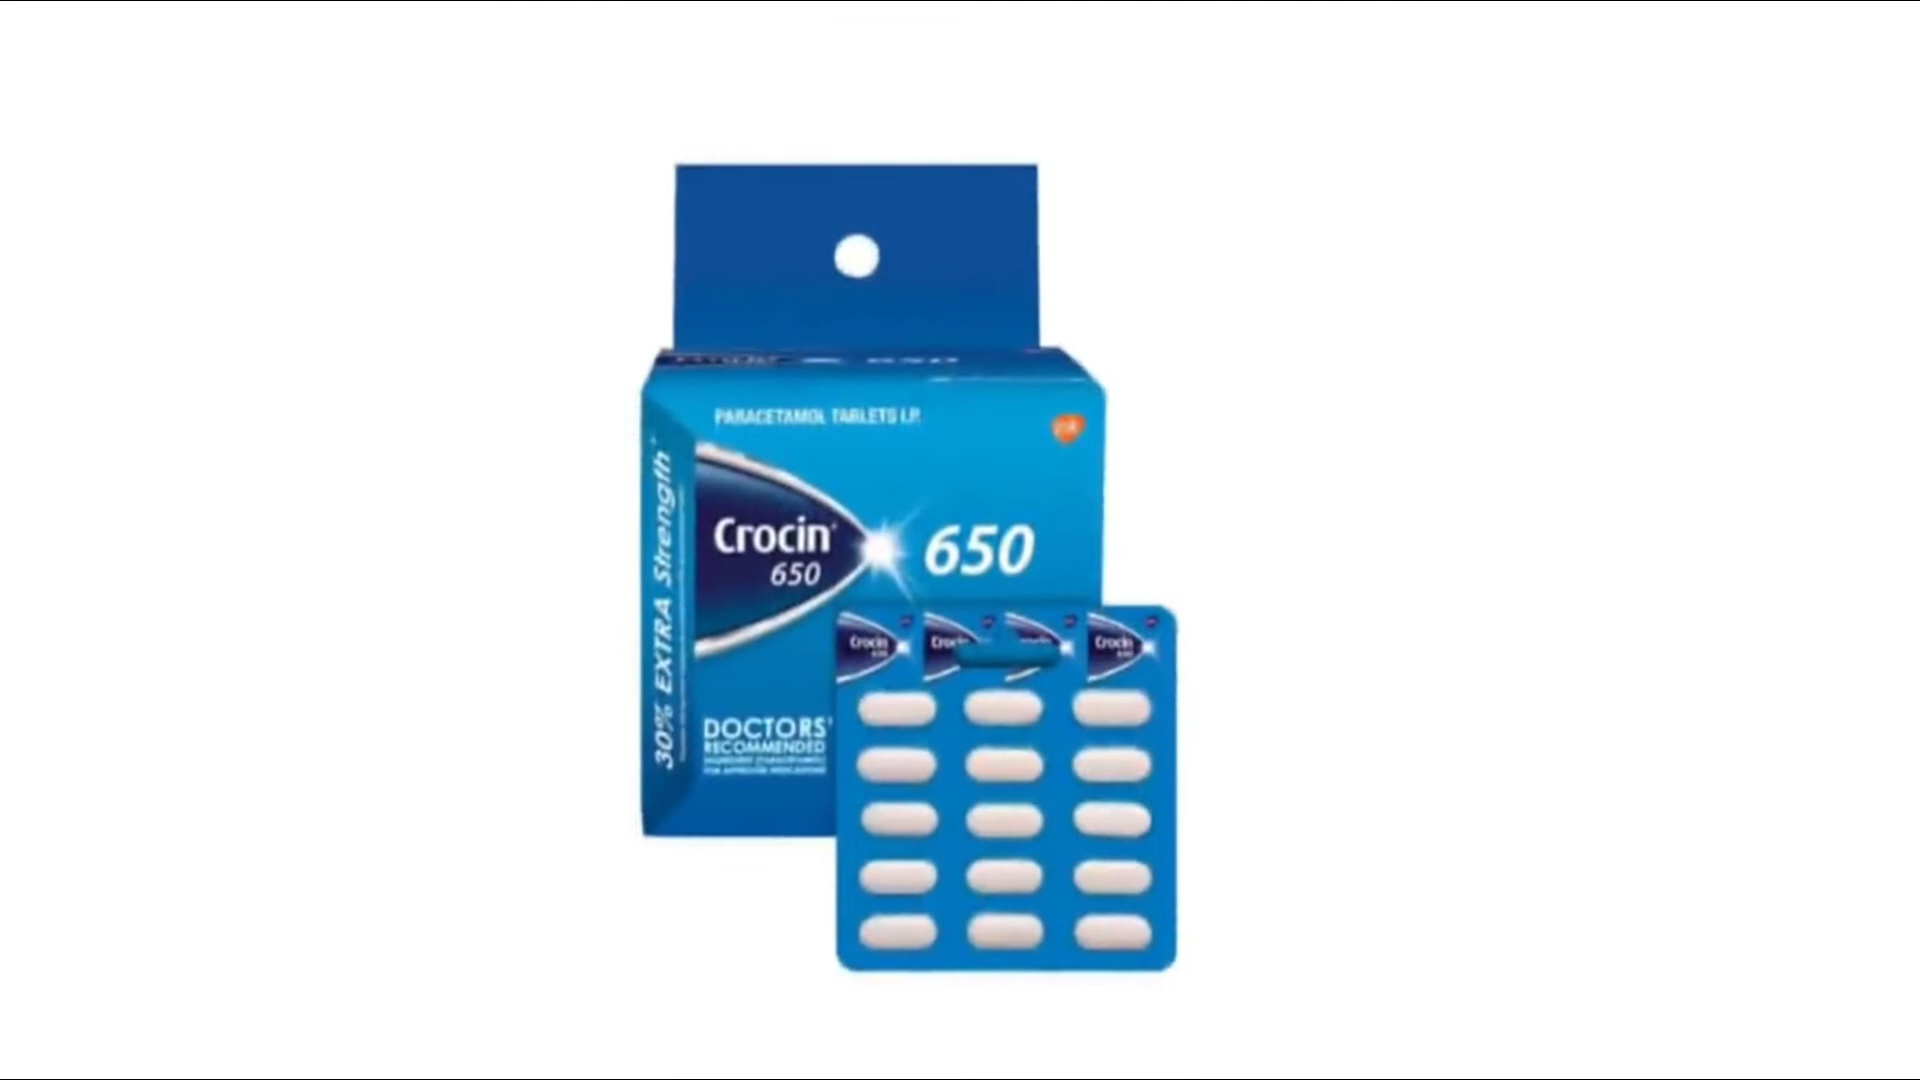 PARACETAMOL TABLETS I.P.
Crocin
650
650
30% EXTRA Strength
DOCTORS'
RECOMMENDED
Crocin
650
Crocin
650